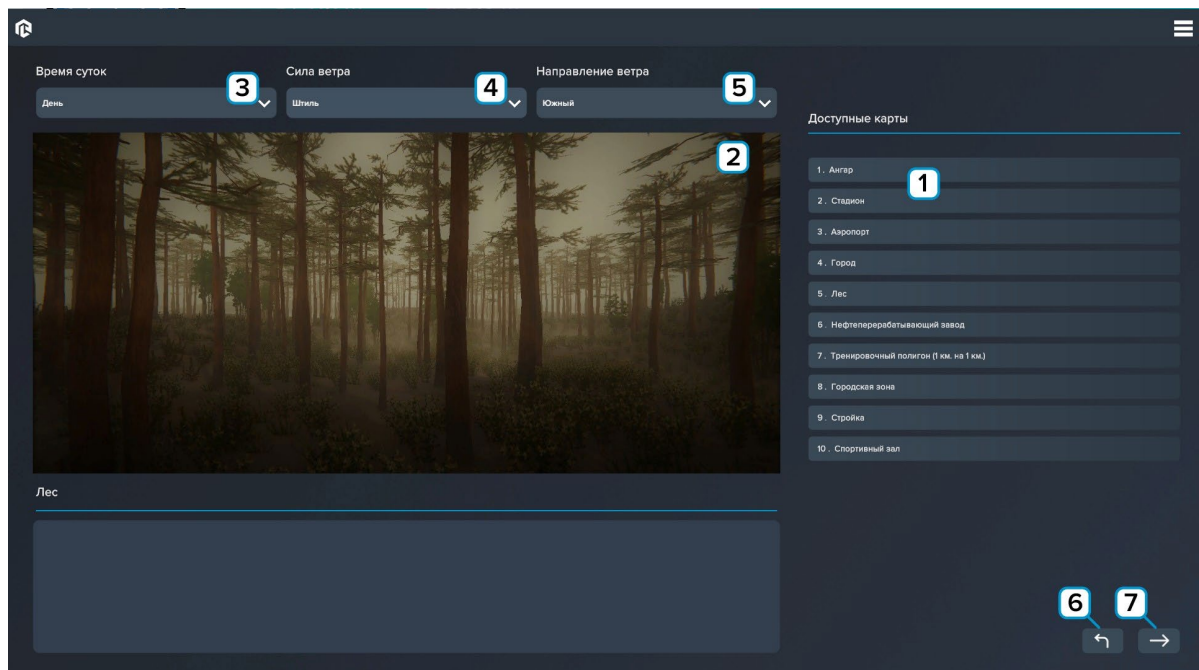 Время суток
Сила ветра
Направление ветра
3
4
5
День
Штиль
Южный
2
Доступные карты
1
1. Ангар
2. Стадион
3. Аэропорт
4. Город
5. Лес
6. Нефтеперерабатывающий завод
7. Тренировочный полигон (1 км. на 1 км.)
8. Городская зона
9. Стройка
10. Спортивный зал
Лес
6
7